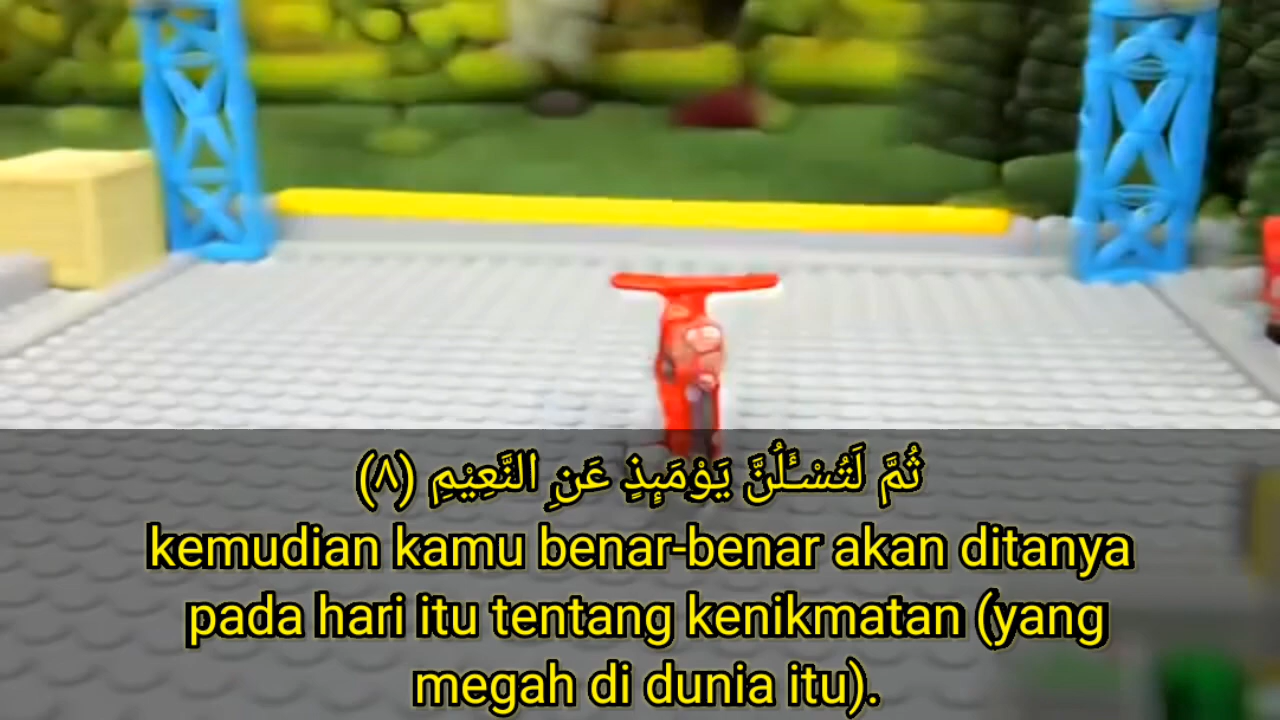 ثُمَّ لَتُسْـَٔلُنَّ يَوْمَىِٕذٍ عَنِ النَّعِيْمِ (٨)
kemudian kamu benar-benar akan ditanya
pada hari itu tentang kenikmatan (yang
megah di dunia itu).